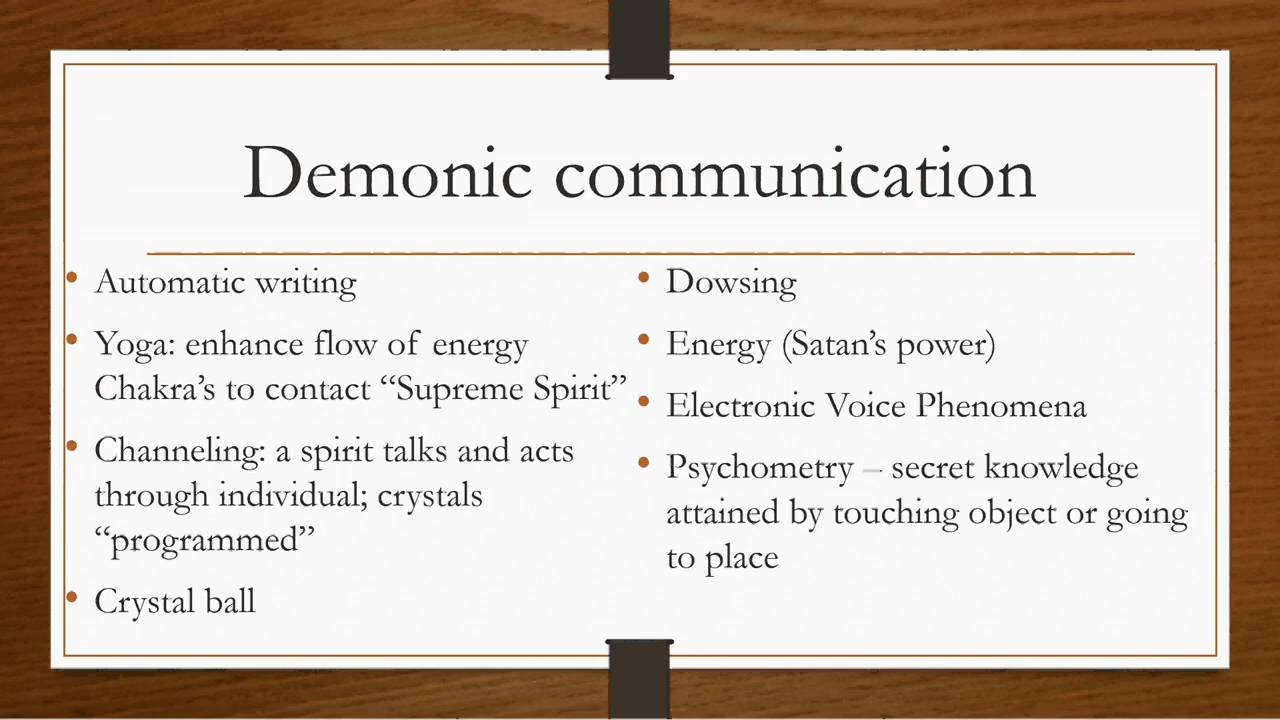 Demonic communication
• Automatic writing
• Yoga: enhance flow of energy
Chakra’s to contact “Supreme Spirit”
• Channeling: a spirit talks and acts
through individual; crystals
“programmed”
• Crystal ball
• Dowsing
• Energy (Satan’s power)
• Electronic Voice Phenomena
• Psychometry – secret knowledge
attained by touching object or going
to place